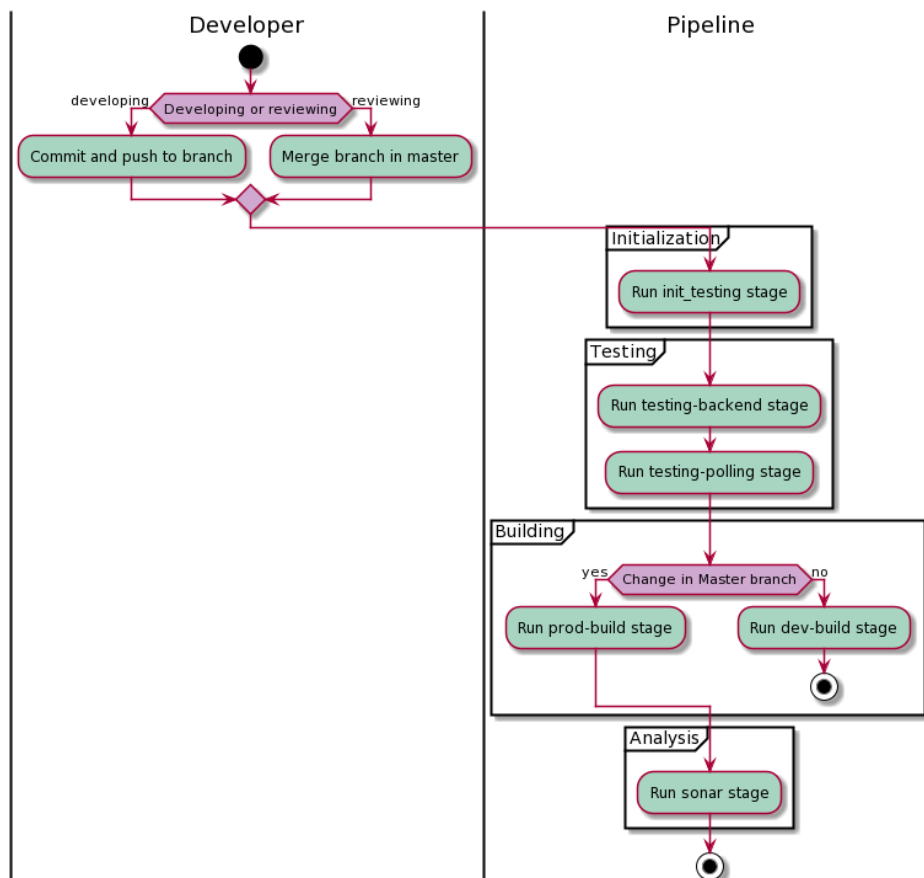 Developer
Pipeline
developing
Developing or reviewing
reviewing
Commit and push to branch
Merge branch in master
Initialization
Run init_testing stage
Testing
Run testing-backend stage
Run testing-polling stage
Building
yes
Change in Master branch
no
Run prod-build stage
Run dev-build stage
Analysis
Run sonar stage